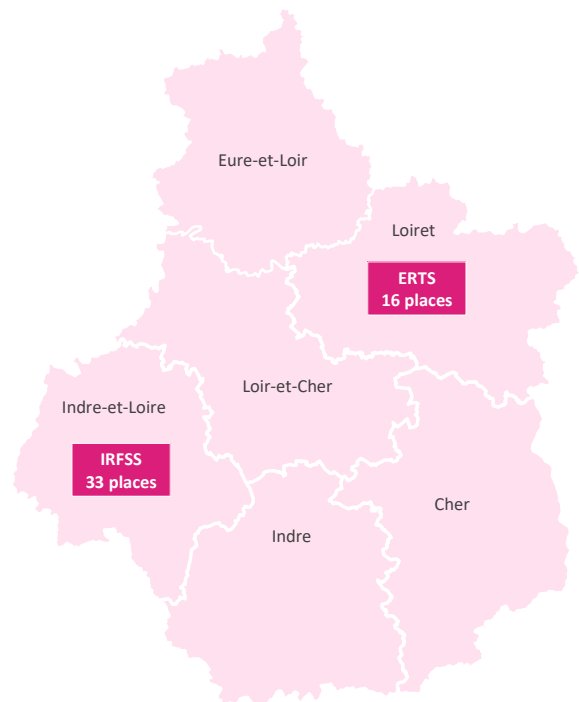 Eure-et-Loir
Loiret
ERTS
16 places
Loir-et-Cher
Indre-et-Loire
IRFSS
33 places
Cher
Indre